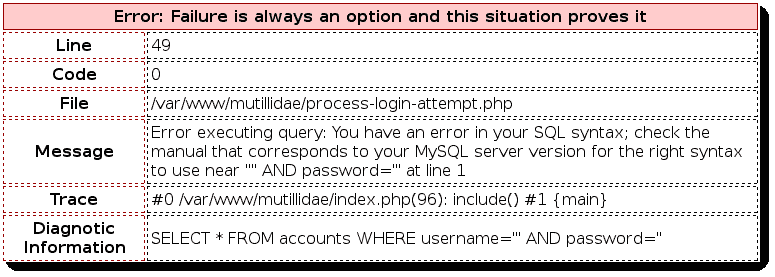 Error: Failure is always an option and this situation proves it
Line 49
Code 0
File /var/www/mutillidae/process-login-attempt.php
Message Error executing query: You have an error in your SQL syntax; check the
manual that corresponds to your MySQL server version for the right syntax
to use near ''''' AND password='' at line 1
Trace #0 /var/www/mutillidae/index.php(96): include() #1 {main}
Diagnotic
Information SELECT * FROM accounts WHERE username=''' AND password=''